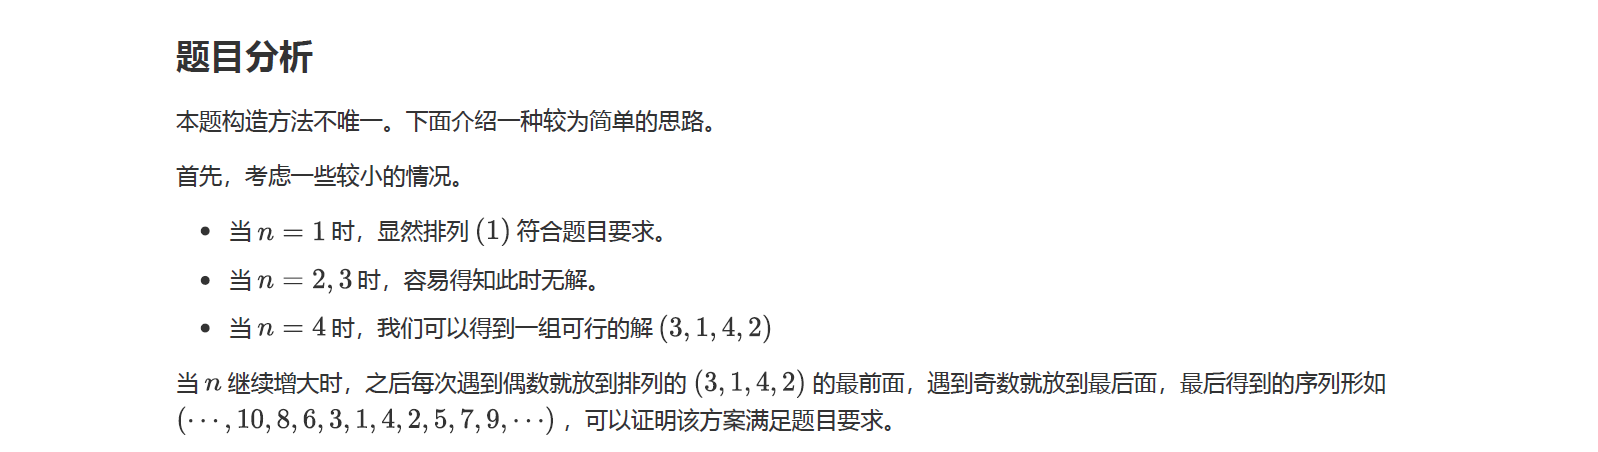 题目分析
本题构造方法不唯一。下面介绍一种较为简单的思路。
首先，考虑一些较小的情况。
• 当 n = 1 时，显然排列 (1) 符合题目要求。
• 当 n = 2, 3 时，容易得知此时无解。
• 当 n = 4 时，我们可以得到一组可行的解 (3, 1, 4, 2)
当 n 继续增大时，之后每次遇到偶数就放到排列的 (3, 1, 4, 2) 的最前面，遇到奇数就放到最后面，最后得到的序列形如
(⋯, 10, 8, 6, 3, 1, 4, 2, 5, 7, 9, ⋯) ，可以证明该方案满足题目要求。